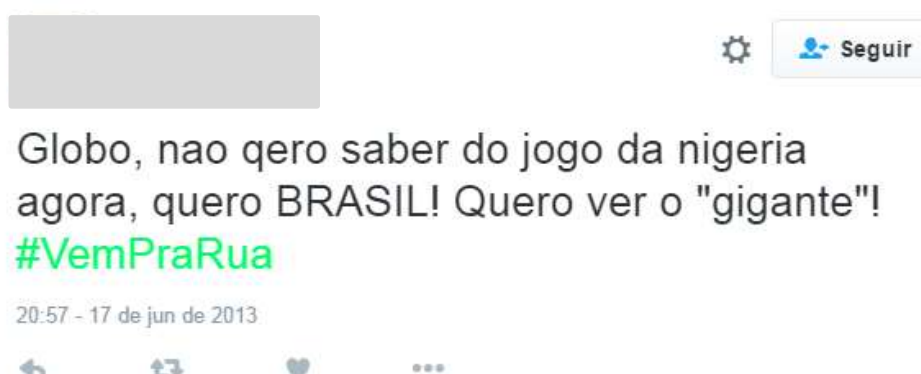 Seguir
Globo, nao qero saber do jogo da nigeria
agora, quero BRASIL! Quero ver o "gigante"!
#VemPraRua
20:57 - 17 de jun de 2013